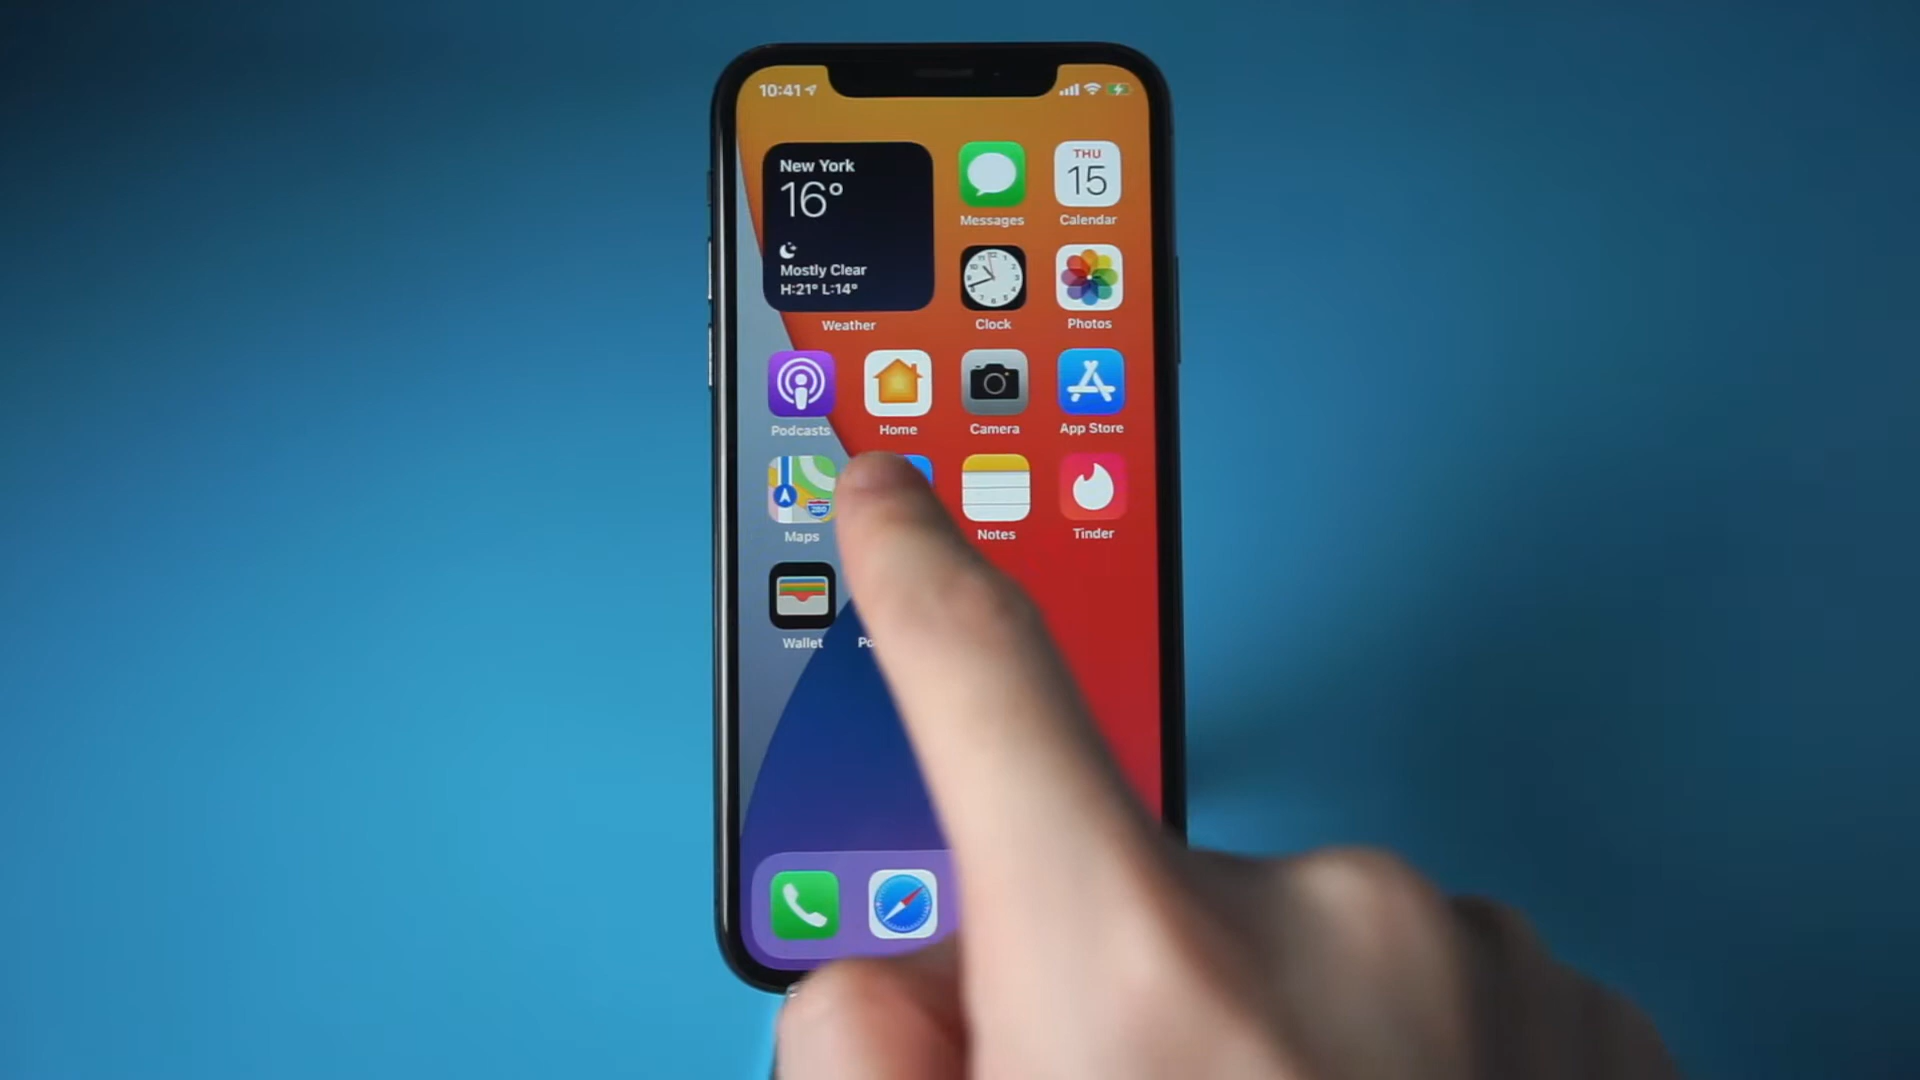 10:41
New York
16°
Mostly Clear
H:21° L:14°
Weather
Messages
THU
15
Calendar
Clock
Photos
Podcasts
Home
Camera
App Store
280
Maps
Notes
Tinder
Wallet